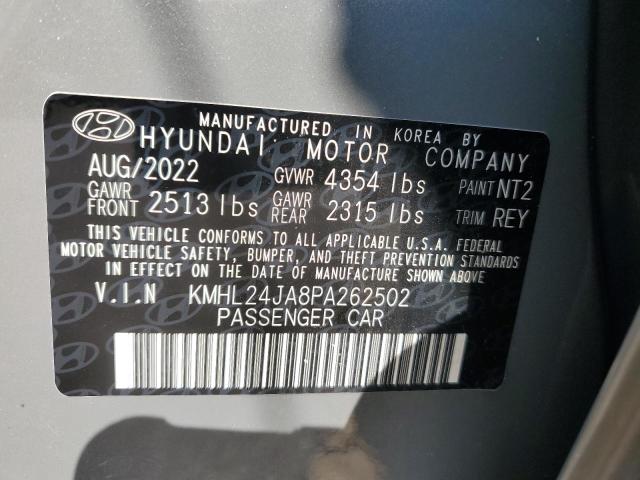 MANUFACTURED IN KOREA BY
HYUNDAI MOTOR COMPANY
AUG/2022 GVWR 4354 lbs PAINT NT2
GAWR FRONT 2513 lbs GAWR REAR 2315 lbs TRIM REY
THIS VEHICLE CONFORMS TO ALL APPLICABLE U.S.A. FEDERAL
MOTOR VEHICLE SAFETY, BUMPER, AND THEFT PREVENTION STANDARDS
IN EFFECT ON THE DATE OF MANUFACTURE SHOWN ABOVE
V.I.N KMHL24JA8PA262502
PASSENGER CAR